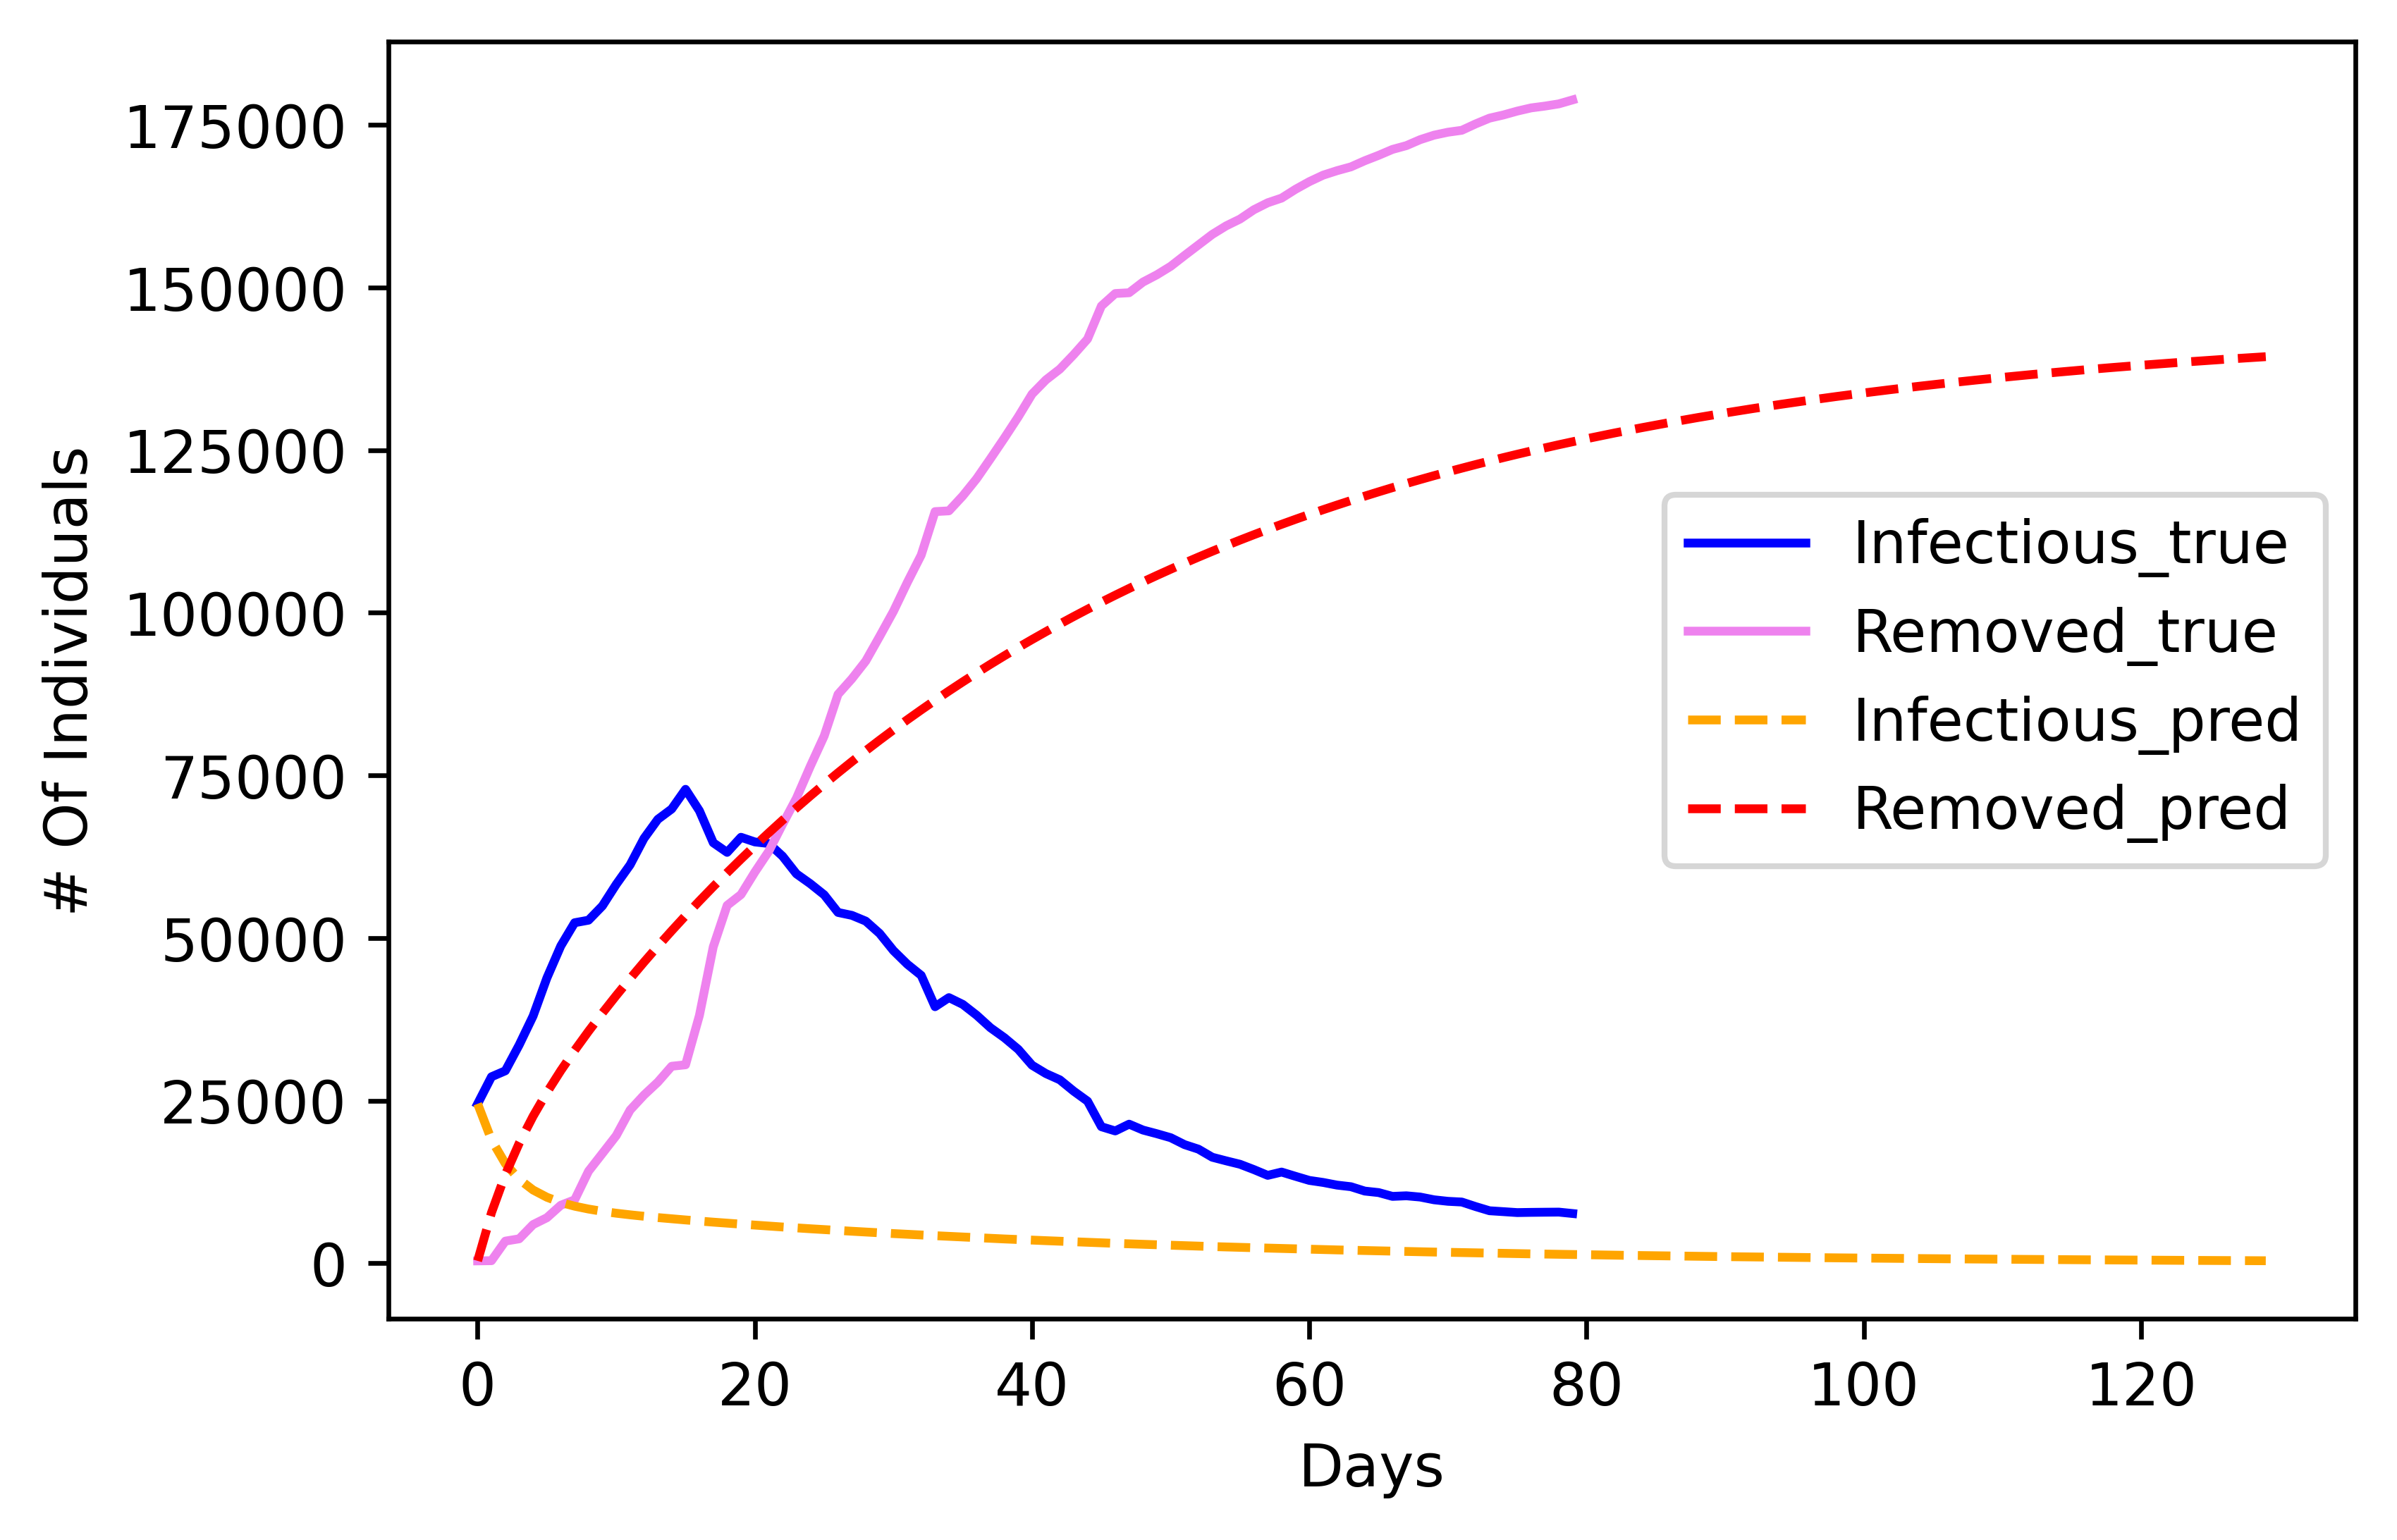 # Of Individuals
175000
150000
125000
100000
75000
50000
25000
0
0 20 40 60 80 100 120
Days
Infectious_true
Removed_true
Infectious_pred
Removed_pred